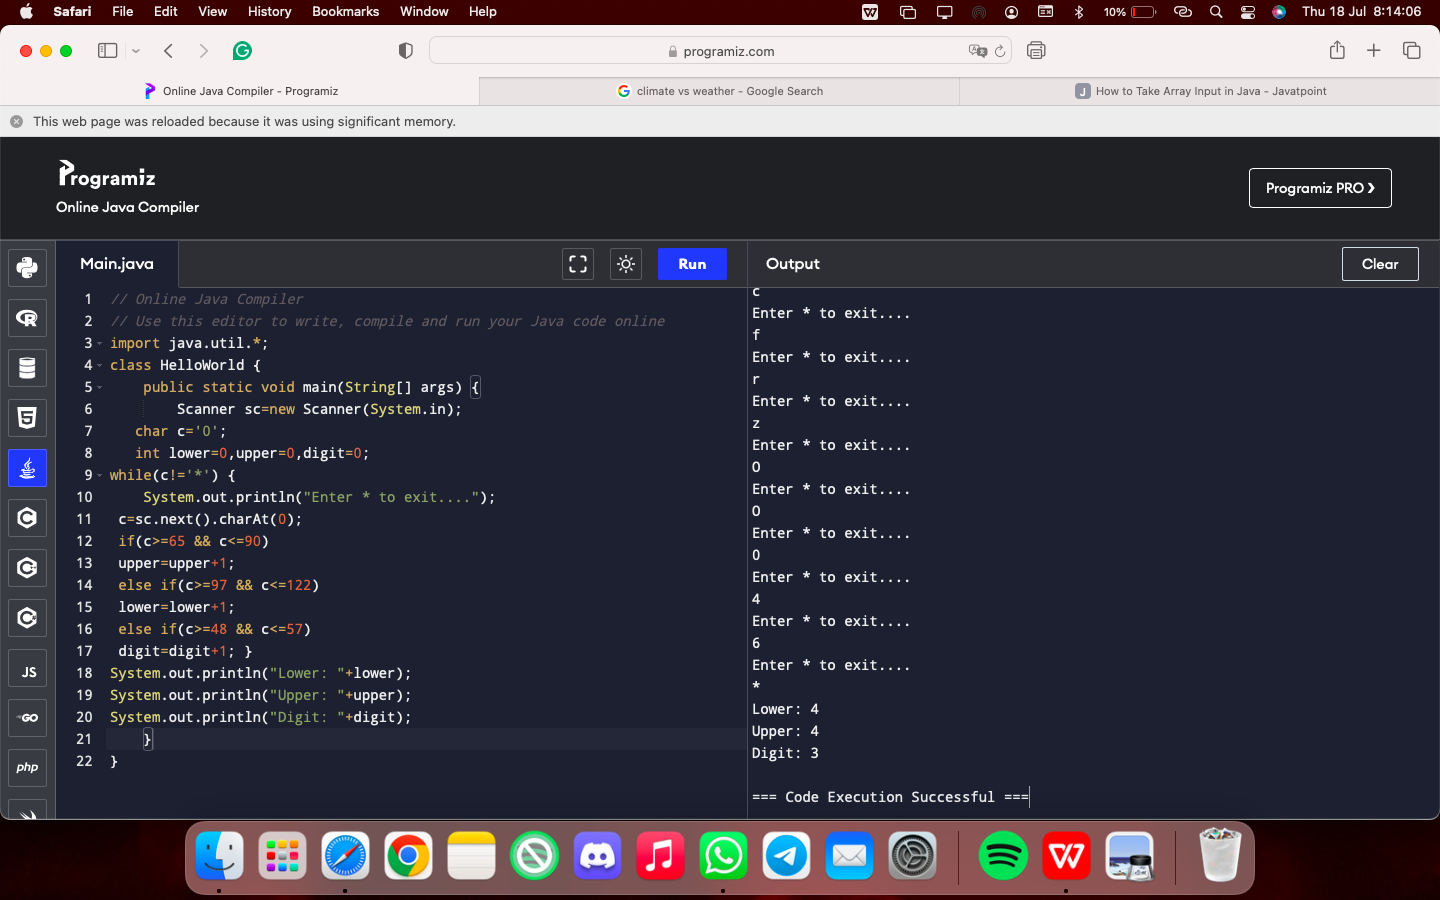 Safari File Edit View History Bookmarks Window Help 10% Thu 18 Jul 8:14:06
programiz.com
Online Java Compiler - Programiz
climate vs weather - Google Search
J How to Take Array Input in Java - Javatpoint
This web page was reloaded because it was using significant memory.
Programiz
Online Java Compiler
Programiz PRO ❯
Main.java
Run
1 // Online Java Compiler
2 // Use this editor to write, compile and run your Java code online
3 import java.util.*;
4 class HelloWorld {
5 public static void main(String[] args) {
6 Scanner sc=new Scanner(System.in);
7 char c='0';
8 int lower=0,upper=0,digit=0;
9 while(c!='*') {
10 System.out.println("Enter * to exit....");
11 c=sc.next().charAt(0);
12 if(c>=65 && c<=90)
13 upper=upper+1;
14 else if(c>=97 && c<=122)
15 lower=lower+1;
16 else if(c>=48 && c<=57)
17 digit=digit+1; }
18 System.out.println("Lower: "+lower);
19 System.out.println("Upper: "+upper);
20 System.out.println("Digit: "+digit);
21 }
22 }
Output
Clear
c
Enter * to exit....
f
Enter * to exit....
r
Enter * to exit....
z
Enter * to exit....
O
Enter * to exit....
O
Enter * to exit....
0
Enter * to exit....
4
Enter * to exit....
6
Enter * to exit....
*
Lower: 4
Upper: 4
Digit: 3
=== Code Execution Successful ===
JS
GO
php